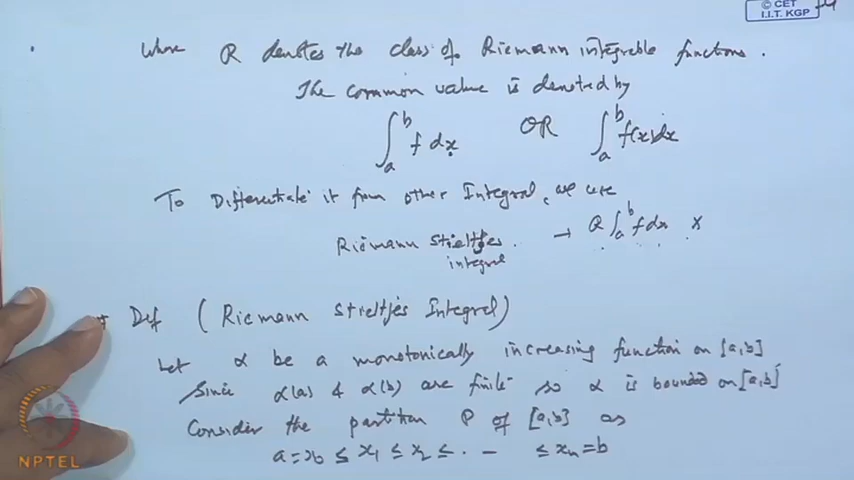 © CET
I.I.T. KGP
Where R denotes the class of Riemann integrable functions.
The common value is denoted by
∫_a^b f dx OR ∫_a^b f(x)dx
To Differentiate it from other Integral, we use
Riemann Stieltjes → R ∫_a^b f dx x
integral
Def (Riemann Stieltjes Integral)
Let α be a monotonically increasing function on [a,b]
Since α(a) & α(b) are finite so α is bounded on [a,b]
Consider the partition P of [a,b] as
a = x₀ ≤ x₁ ≤ x₂ ≤ . – ≤ xₙ = b
NPTEL